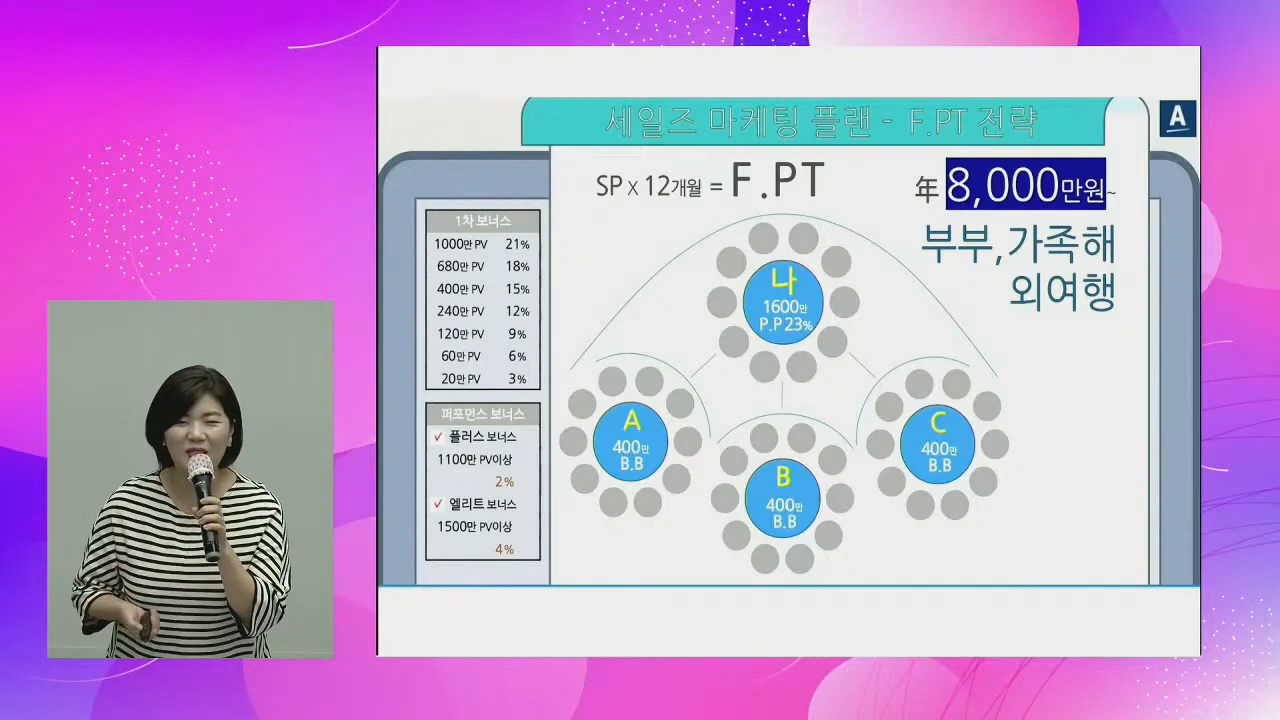 세일즈 마케팅 플랜 - F.PT 전략
A
SP X 12개월 = F.PT
年 8,000만원~
부부,가족해
외여행
1차 보너스
1000만 PV 21%
680만 PV 18%
400만 PV 15%
240만 PV 12%
120만 PV 9%
60만 PV 6%
20만 PV 3%
퍼포먼스 보너스
✓ 플러스 보너스
1100만 PV이상
2%
✓ 엘리트 보너스
1500만 PV이상
4%
나
1600만
P.P 23%
A
400만
B.B
B
400만
B.B
C
400만
B.B